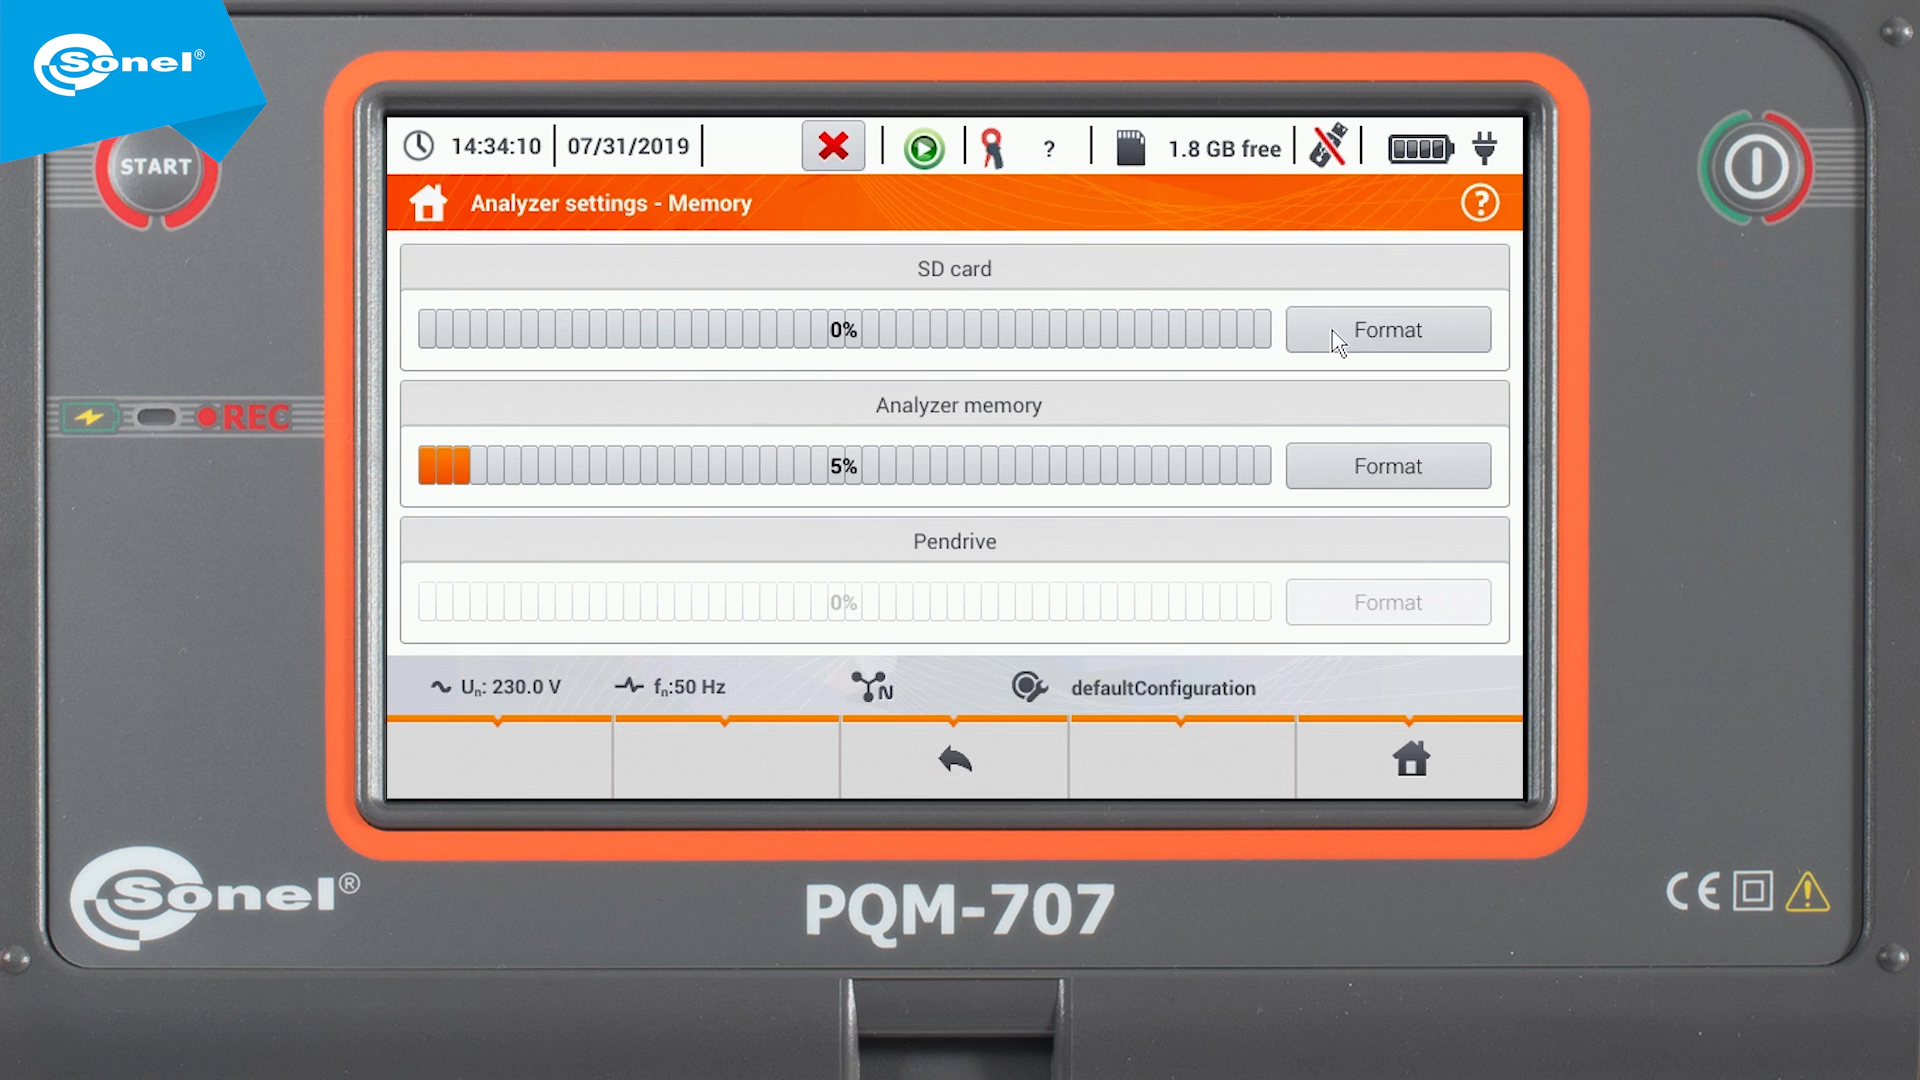 Sonel®
START
14:34:10
07/31/2019
?
1.8 GB free
Analyzer settings - Memory
?
SD card
0%
Format
Analyzer memory
5%
Format
Pendrive
0%
Format
REC
Un: 230.0 V
fn:50 Hz
N
defaultConfiguration
Sonel®
PQM-707
CE